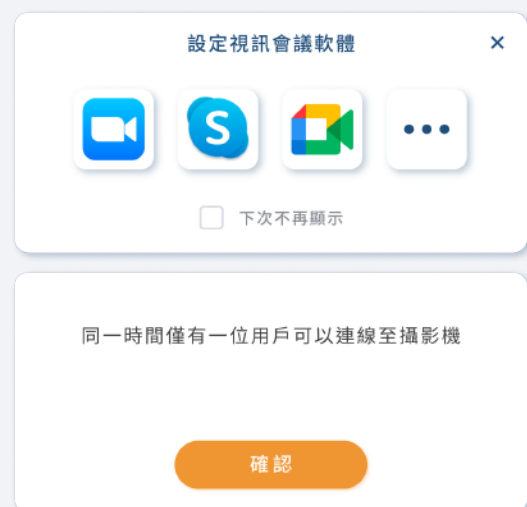 設定視訊會議軟體
S
下次不再顯示
同一時間僅有一位用戶可以連線至攝影機
確認